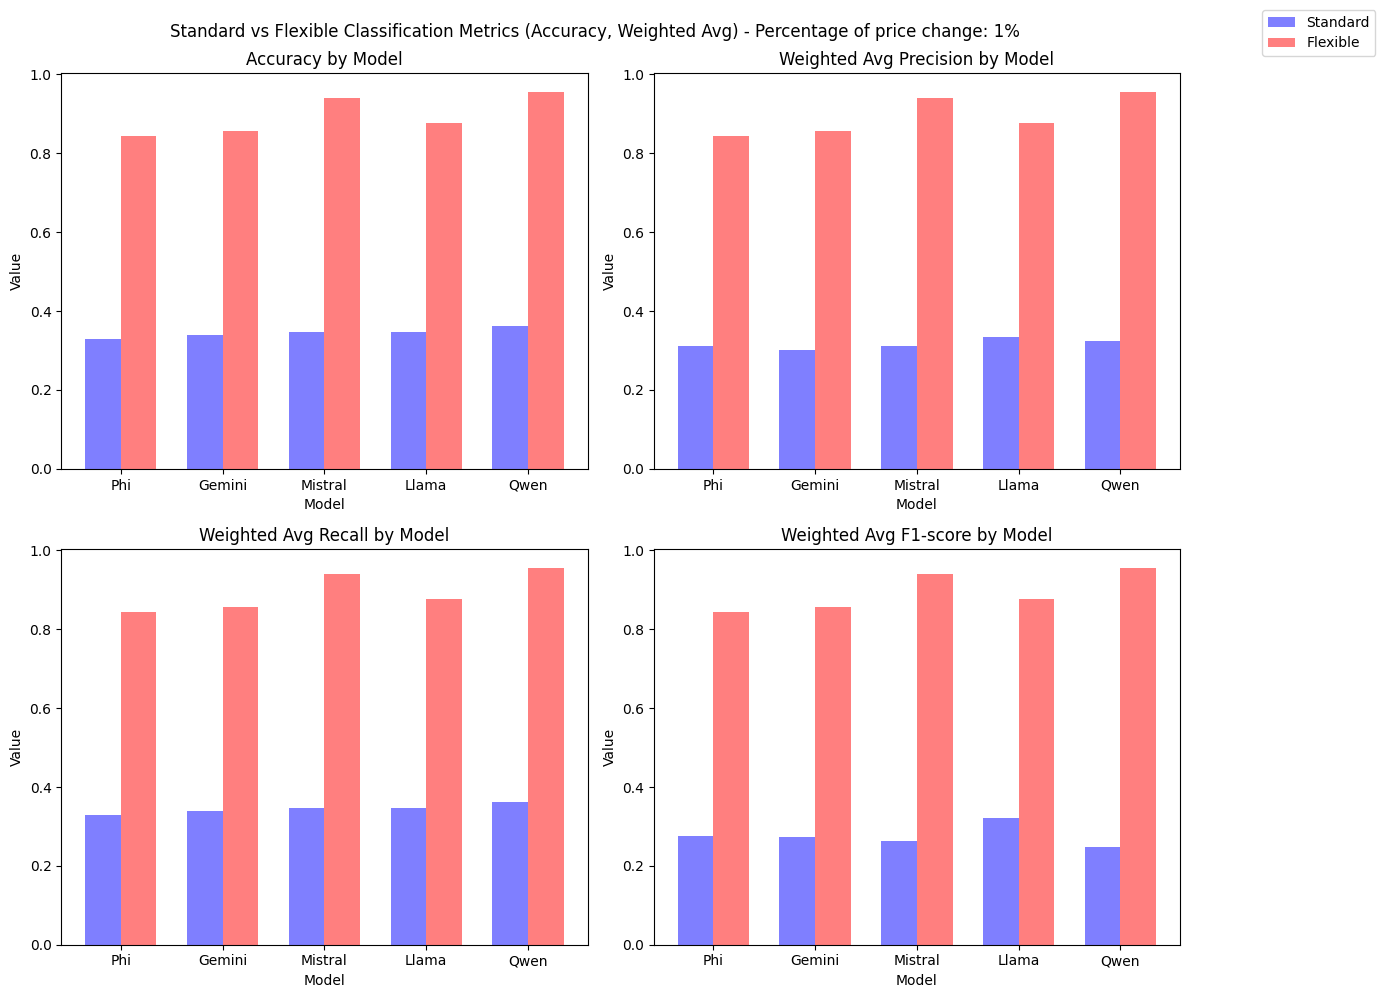 Standard vs Flexible Classification Metrics (Accuracy, Weighted Avg) - Percentage of price change: 1%
Standard
Flexible
Accuracy by Model
1.0
0.8
0.6
0.4
0.2
0.0
Value
Phi Gemini Mistral Llama Qwen
Model
Weighted Avg Precision by Model
1.0
0.8
0.6
0.4
0.2
0.0
Value
Phi Gemini Mistral Llama Qwen
Model
Weighted Avg Recall by Model
1.0
0.8
0.6
0.4
0.2
0.0
Value
Phi Gemini Mistral Llama Qwen
Model
Weighted Avg F1-score by Model
1.0
0.8
0.6
0.4
0.2
0.0
Value
Phi Gemini Mistral Llama Qwen
Model